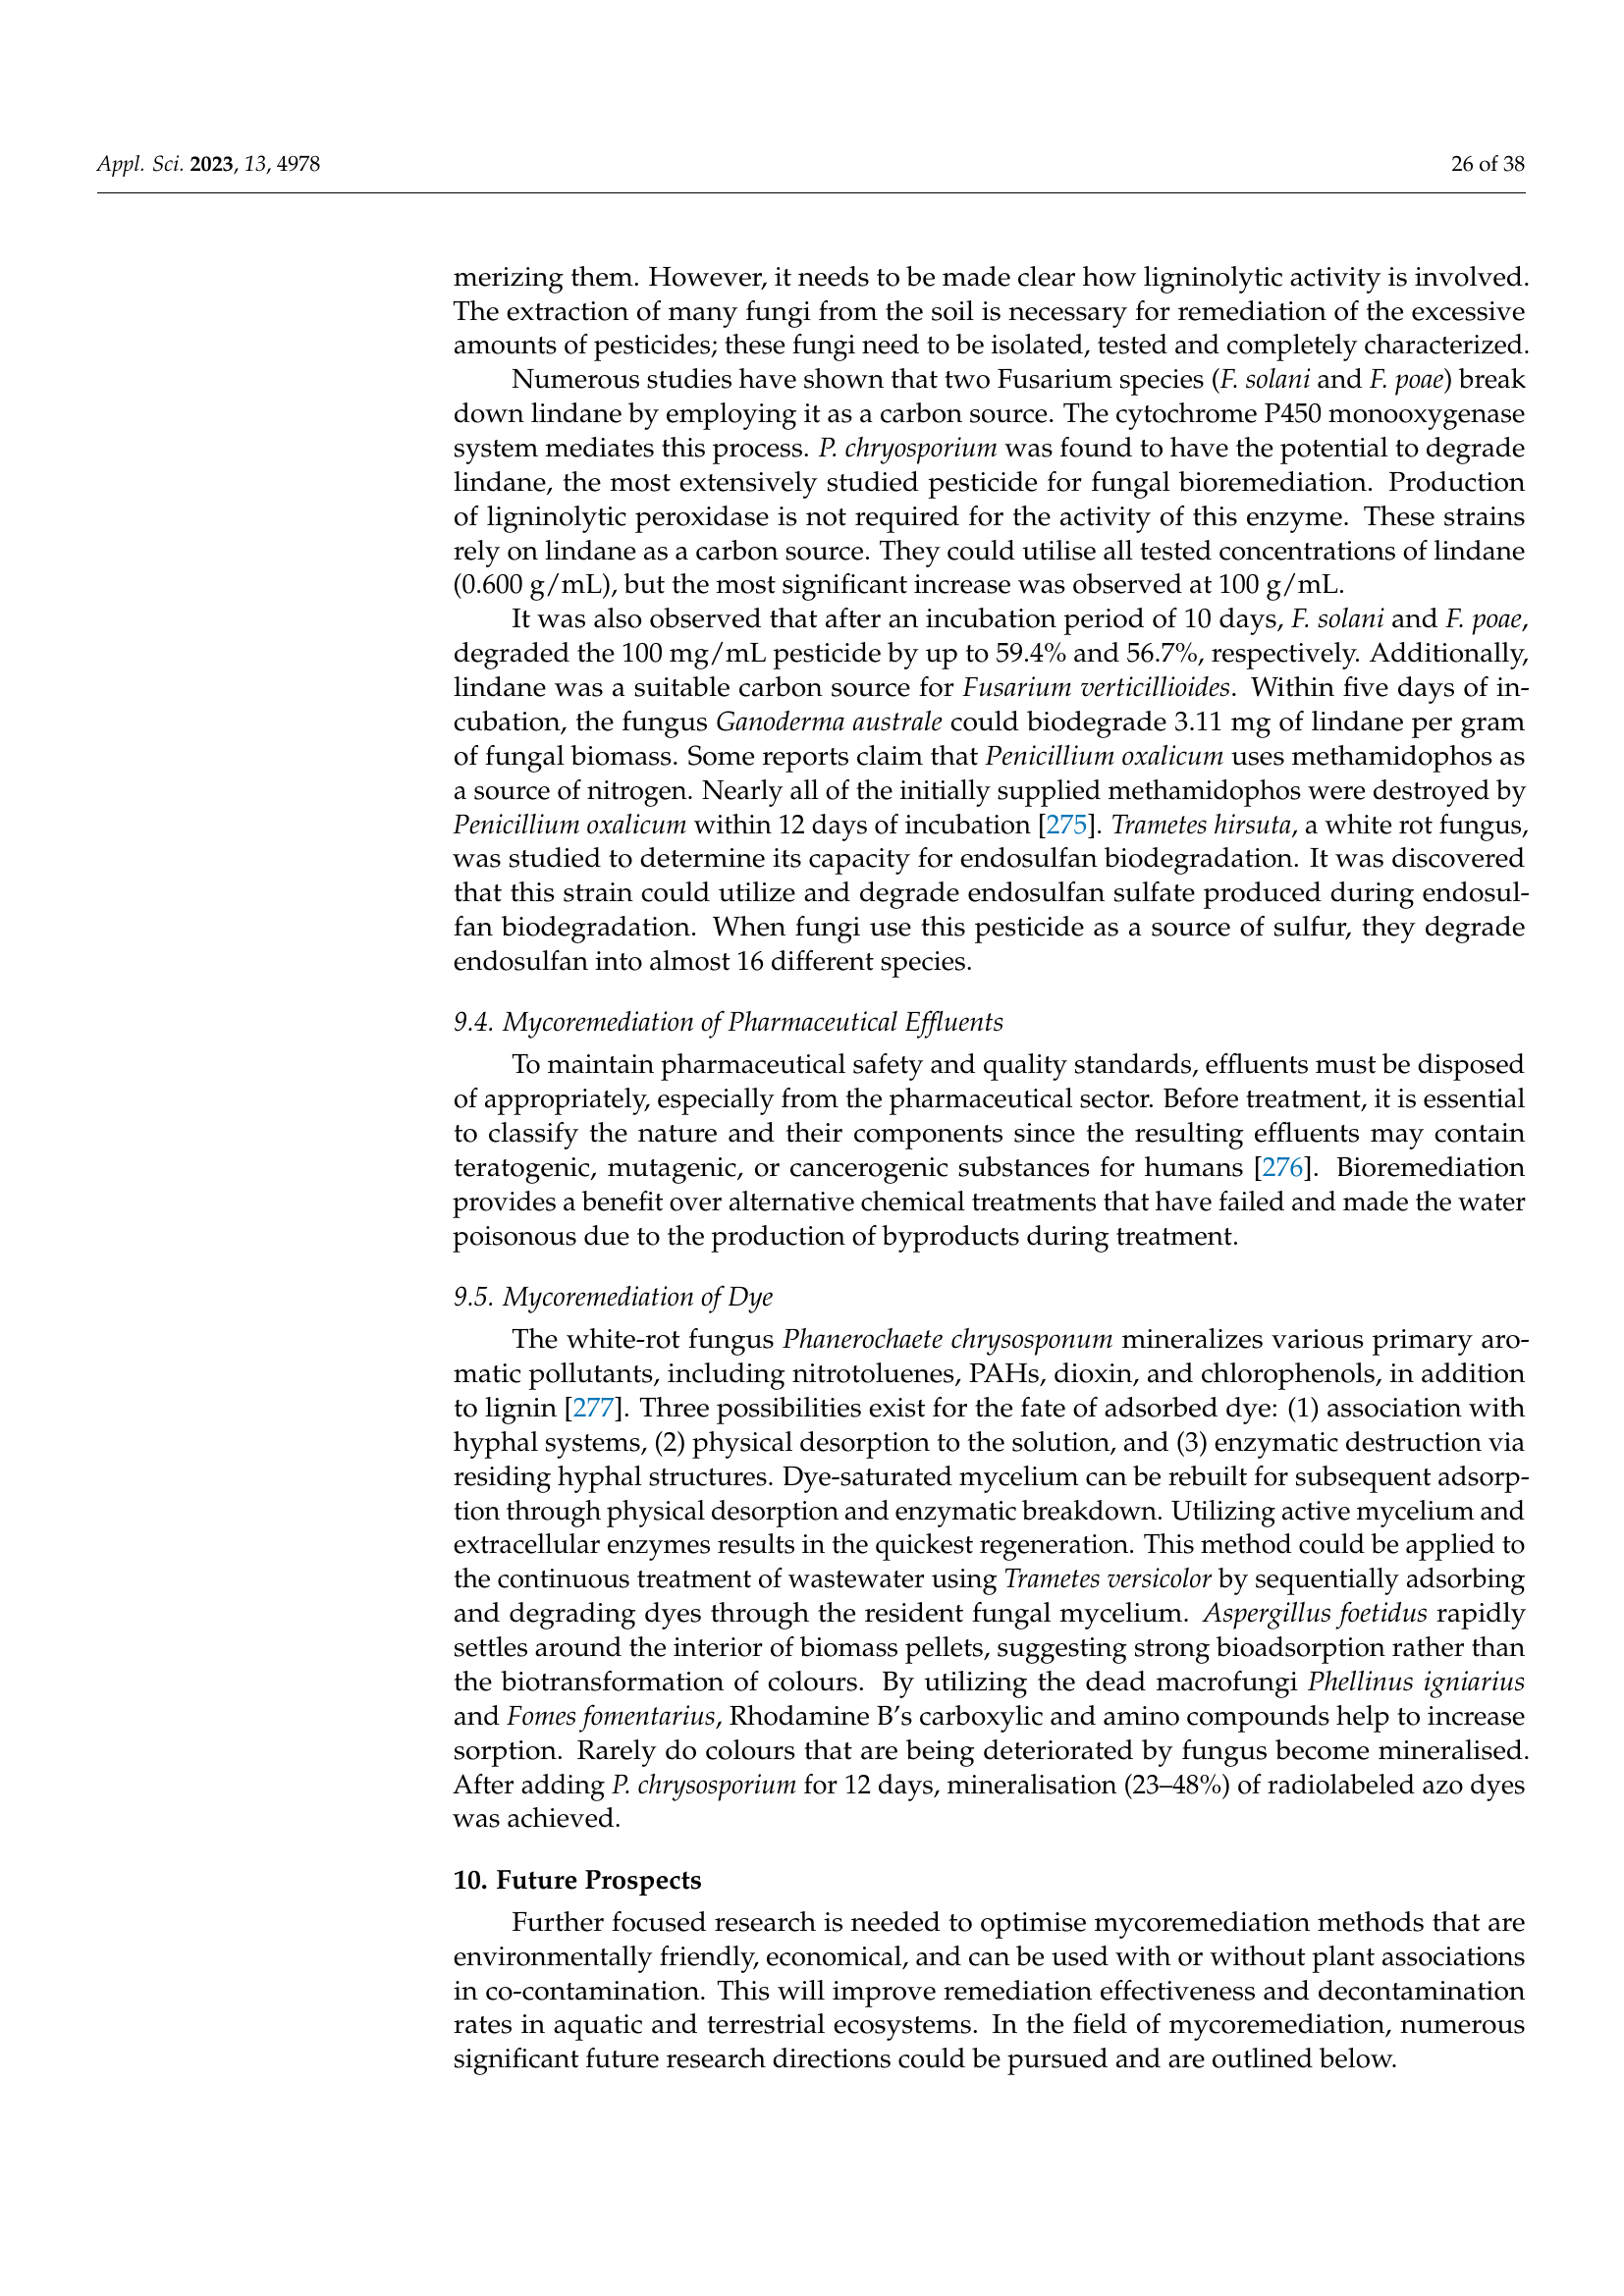 Appl. Sci. 2023, 13, 4978
26 of 38
merizing them. However, it needs to be made clear how ligninolytic activity is involved.
The extraction of many fungi from the soil is necessary for remediation of the excessive
amounts of pesticides; these fungi need to be isolated, tested and completely characterized.
Numerous studies have shown that two Fusarium species (F. solani and F. poae) break
down lindane by employing it as a carbon source. The cytochrome P450 monooxygenase
system mediates this process. P. chryosporium was found to have the potential to degrade
lindane, the most extensively studied pesticide for fungal bioremediation. Production
of ligninolytic peroxidase is not required for the activity of this enzyme. These strains
rely on lindane as a carbon source. They could utilise all tested concentrations of lindane
(0.600 g/mL), but the most significant increase was observed at 100 g/mL.
It was also observed that after an incubation period of 10 days, F. solani and F. poae,
degraded the 100 mg/mL pesticide by up to 59.4% and 56.7%, respectively. Additionally,
lindane was a suitable carbon source for Fusarium verticillioides. Within five days of in-
cubation, the fungus Ganoderma australe could biodegrade 3.11 mg of lindane per gram
of fungal biomass. Some reports claim that Penicillium oxalicum uses methamidophos as
a source of nitrogen. Nearly all of the initially supplied methamidophos were destroyed by
Penicillium oxalicum within 12 days of incubation [275]. Trametes hirsuta, a white rot fungus,
was studied to determine its capacity for endosulfan biodegradation. It was discovered
that this strain could utilize and degrade endosulfan sulfate produced during endosul-
fan biodegradation. When fungi use this pesticide as a source of sulfur, they degrade
endosulfan into almost 16 different species.
9.4. Mycoremediation of Pharmaceutical Effluents
To maintain pharmaceutical safety and quality standards, effluents must be disposed
of appropriately, especially from the pharmaceutical sector. Before treatment, it is essential
to classify the nature and their components since the resulting effluents may contain
teratogenic, mutagenic, or cancerogenic substances for humans [276]. Bioremediation
provides a benefit over alternative chemical treatments that have failed and made the water
poisonous due to the production of byproducts during treatment.
9.5. Mycoremediation of Dye
The white-rot fungus Phanerochaete chrysosponum mineralizes various primary aro-
matic pollutants, including nitrotoluenes, PAHs, dioxin, and chlorophenols, in addition
to lignin [277]. Three possibilities exist for the fate of adsorbed dye: (1) association with
hyphal systems, (2) physical desorption to the solution, and (3) enzymatic destruction via
residing hyphal structures. Dye-saturated mycelium can be rebuilt for subsequent adsorp-
tion through physical desorption and enzymatic breakdown. Utilizing active mycelium and
extracellular enzymes results in the quickest regeneration. This method could be applied to
the continuous treatment of wastewater using Trametes versicolor by sequentially adsorbing
and degrading dyes through the resident fungal mycelium. Aspergillus foetidus rapidly
settles around the interior of biomass pellets, suggesting strong bioadsorption rather than
the biotransformation of colours. By utilizing the dead macrofungi Phellinus igniarius
and Fomes fomentarius, Rhodamine B’s carboxylic and amino compounds help to increase
sorption. Rarely do colours that are being deteriorated by fungus become mineralised.
After adding P. chrysosporium for 12 days, mineralisation (23–48%) of radiolabeled azo dyes
was achieved.
10. Future Prospects
Further focused research is needed to optimise mycoremediation methods that are
environmentally friendly, economical, and can be used with or without plant associations
in co-contamination. This will improve remediation effectiveness and decontamination
rates in aquatic and terrestrial ecosystems. In the field of mycoremediation, numerous
significant future research directions could be pursued and are outlined below.